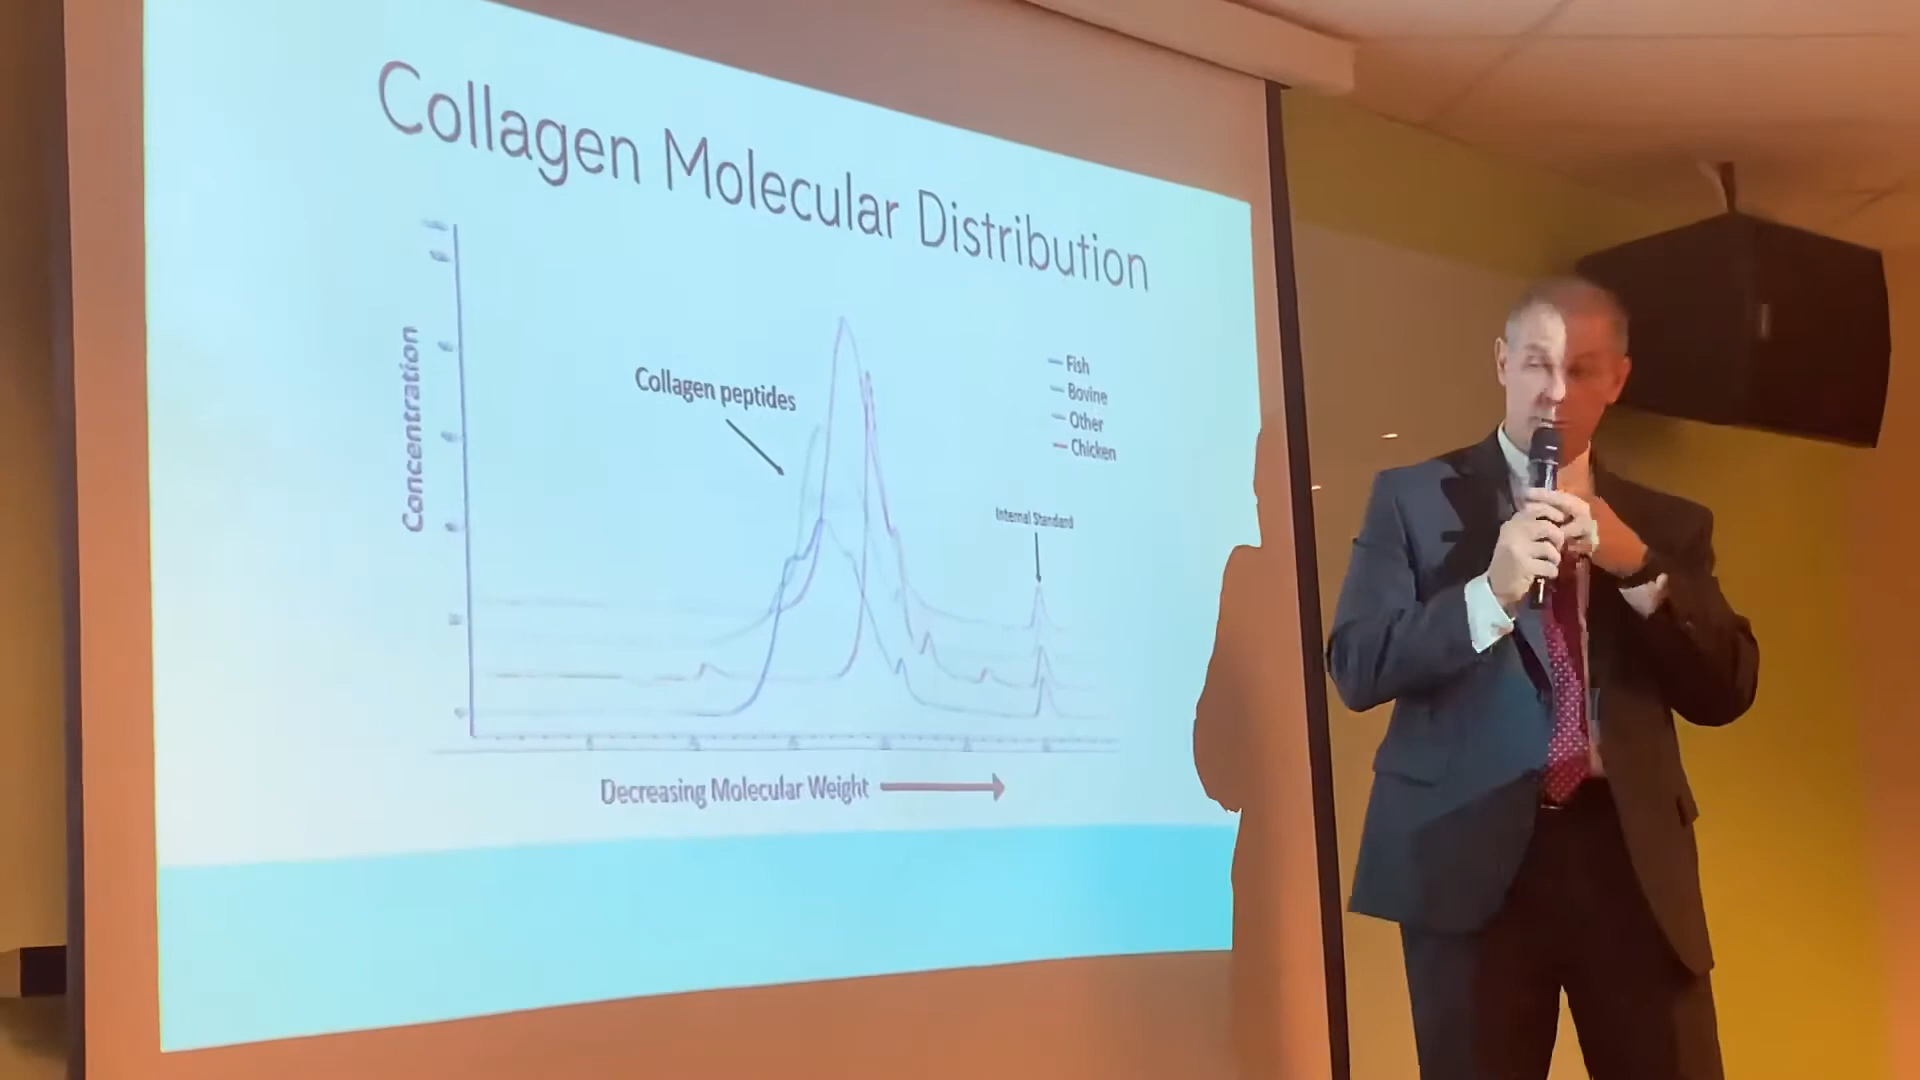 Collagen Molecular Distribution
Concentration
Collagen peptides
Fish
Bovine
Other
Chicken
Internal Standard
Decreasing Molecular Weight